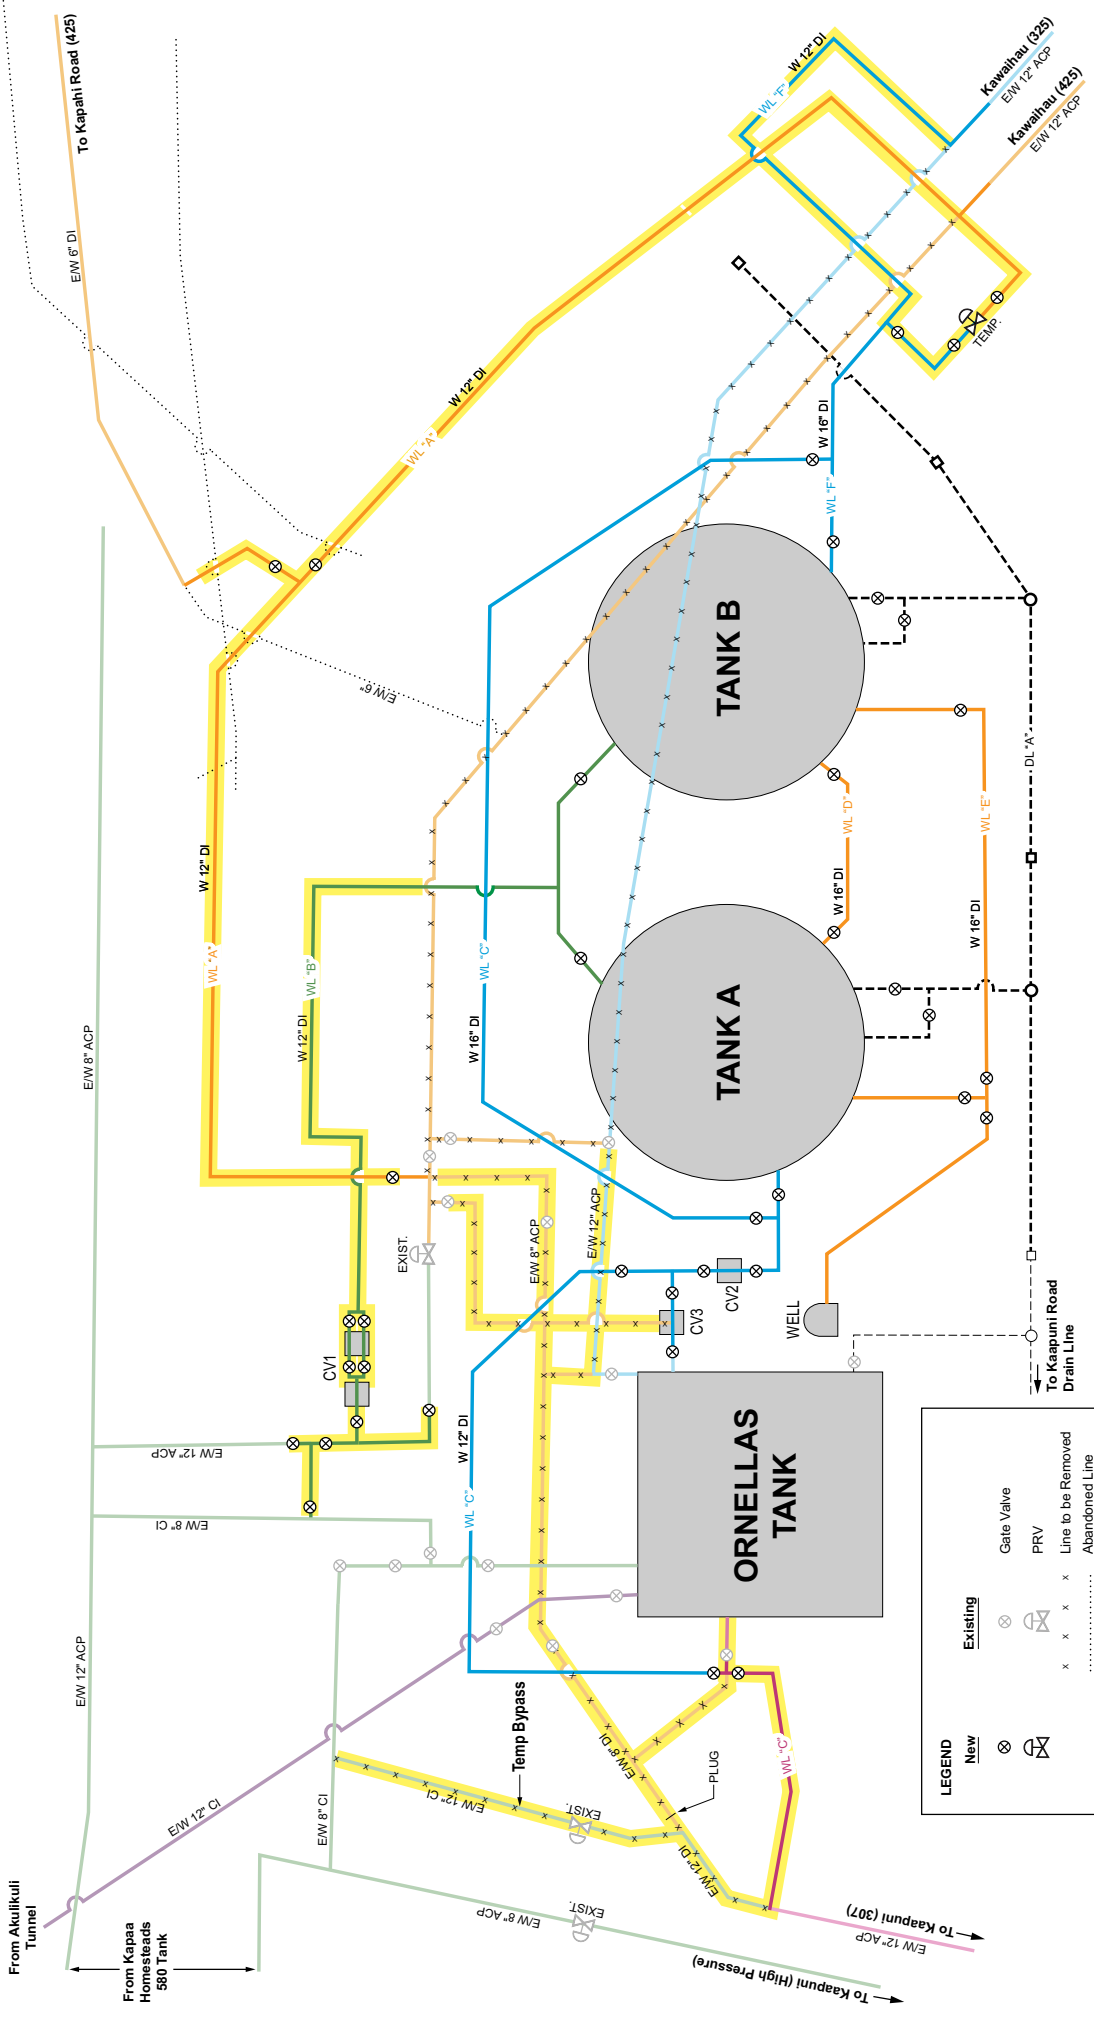 To Kapahi Road (425)
E/W 6" DI
W 12" DI
WL "F"
Kawaihau (325)
E/W 12" ACP
Kawaihau (425)
E/W 12" ACP
TEMP.
W 12" DI
WL "A"
W 16" DI
WL "F"
E/W 6"
TANK B
W 12" DI
WL "A"
WL "B"
W 12" DI
WL "C"
W 16" DI
WL "D"
W 16" DI
WL "E"
W 16" DI
DL "A"
TANK A
E/W 8" ACP
E/W 8" ACP
E/W 12" ACP
EXIST.
CV1
CV2
CV3
WELL
To Kaapuni Road
Drain LIne
E/W 12" ACP
E/W 8" CI
W 12" DI
WL "C"
ORNELLAS
TANK
E/W 12" ACP
Temp Bypass
E/W 12" CI
EXIST.
E/W 8" DI
PLUG
E/W 12" DI
WL "C"
E/W 12" CI
E/W 8" CI
From Akulikuli
Tunnel
From Kapaa
Homesteads
580 Tank
E/W 8" ACP
EXIST.
To Kaapuni (High Pressure)
To Kaapuni (307)
E/W 12" ACP
LEGEND
New
Existing
Gate Valve
PRV
x x x x Line to be Removed
Abandoned Line